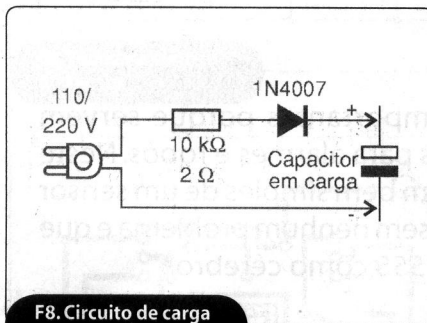 110/
220 V
1N4007
10 kΩ
2 Ω
+
Capacitor
em carga
-
F8. Circuito de carga